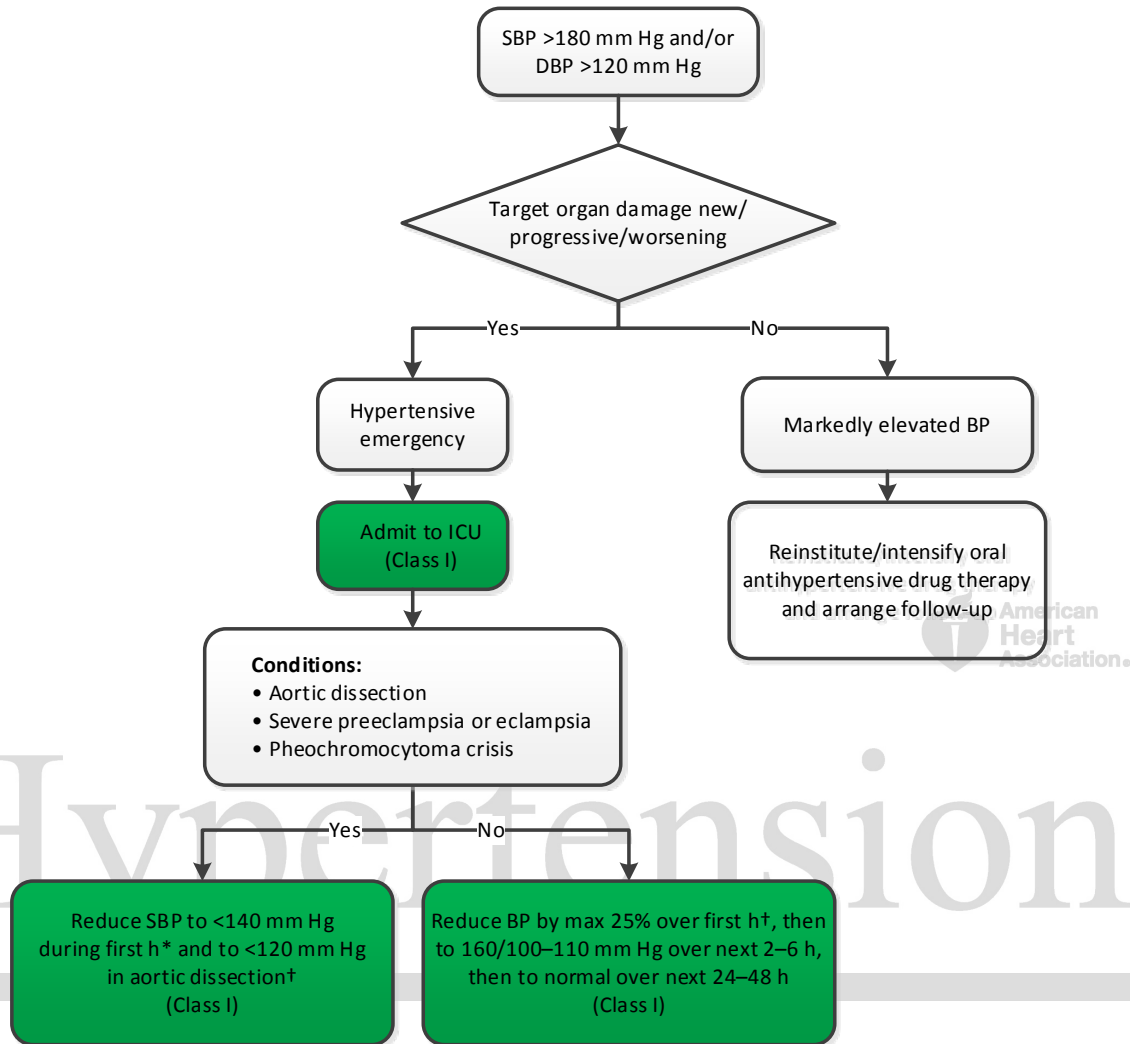 SBP >180 mm Hg and/or
DBP >120 mm Hg
Target organ damage new/
progressive/worsening
Yes
No
Hypertensive
emergency
Markedly elevated BP
Admit to ICU
(Class I)
Reinstitute/intensify oral
antihypertensive drug therapy
and arrange follow-up
American
Heart
Association®
Conditions:
• Aortic dissection
• Severe preeclampsia or eclampsia
• Pheochromocytoma crisis
Hypertension
Yes
No
Reduce SBP to <140 mm Hg
during first h* and to <120 mm Hg
in aortic dissection†
(Class I)
Reduce BP by max 25% over first h†, then
to 160/100–110 mm Hg over next 2–6 h,
then to normal over next 24–48 h
(Class I)